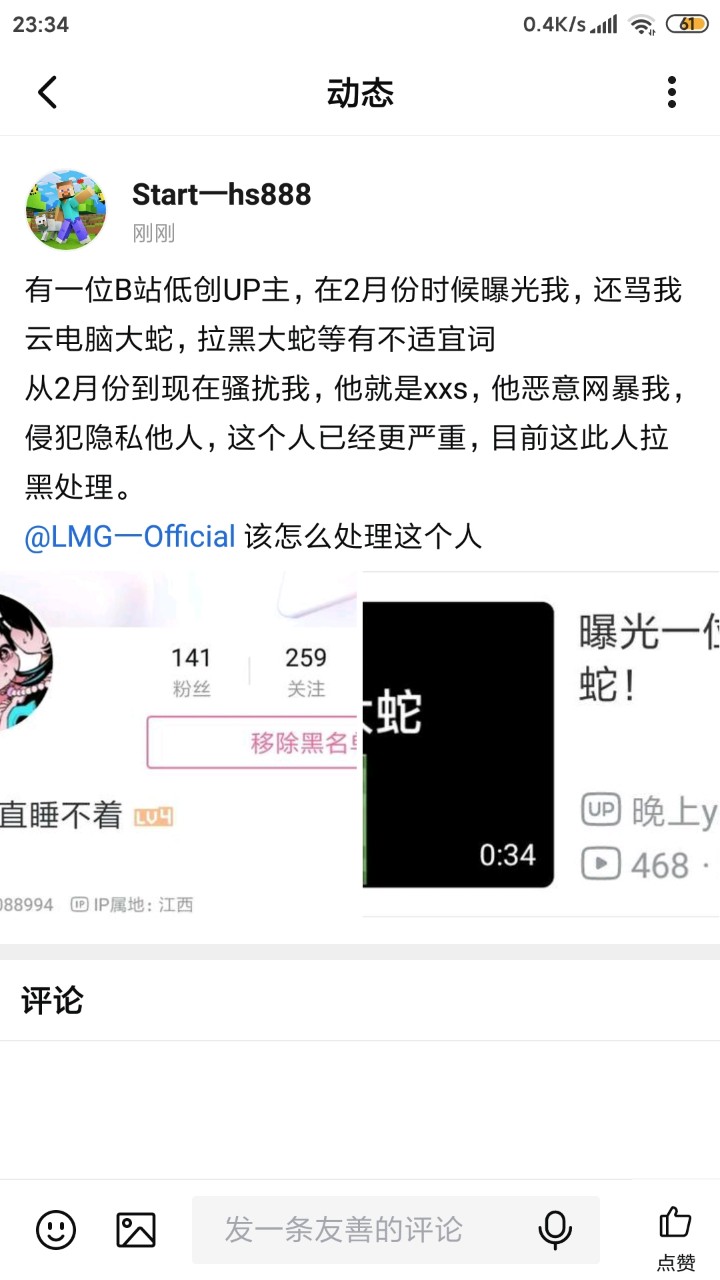 23:34
0.4K/s
61
动态
Start一hs888
刚刚
有一位B站低创UP主，在2月份时候曝光我，还骂我
云电脑大蛇，拉黑大蛇等有不适宜词
从2月份到现在骚扰我，他就是xxs，他恶意网暴我，
侵犯隐私他人，这个人已经更严重，目前这此人拉
黑处理。
@LMG一Official 该怎么处理这个人
141
259
粉丝
关注
移除黑名单
直睡不着 LV4
088994 IP IP属地：江西
大蛇
0:34
曝光一位
蛇！
UP 晚上y
468 ·
评论
发一条友善的评论
点赞